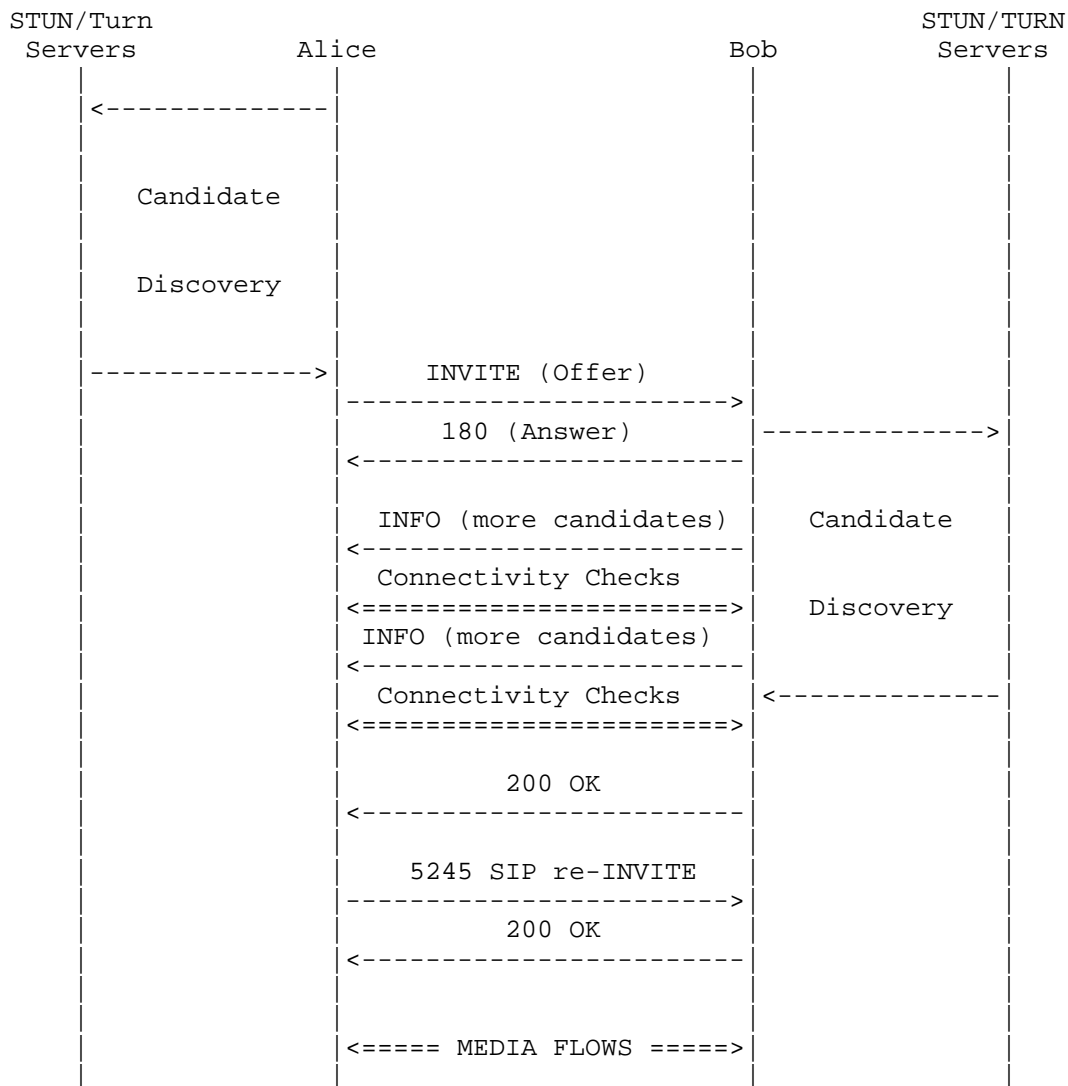 STUN/Turn STUN/TURN
Servers Alice Bob Servers
<--------------
Candidate
Discovery
--------------> INVITE (Offer)
------------------------>
180 (Answer) -------------->
<------------------------
INFO (more candidates) Candidate
<------------------------
Connectivity Checks
<======================> Discovery
INFO (more candidates)
<------------------------
Connectivity Checks <--------------
<======================>
200 OK
<------------------------
5245 SIP re-INVITE
------------------------>
200 OK
<------------------------
<===== MEDIA FLOWS =====>